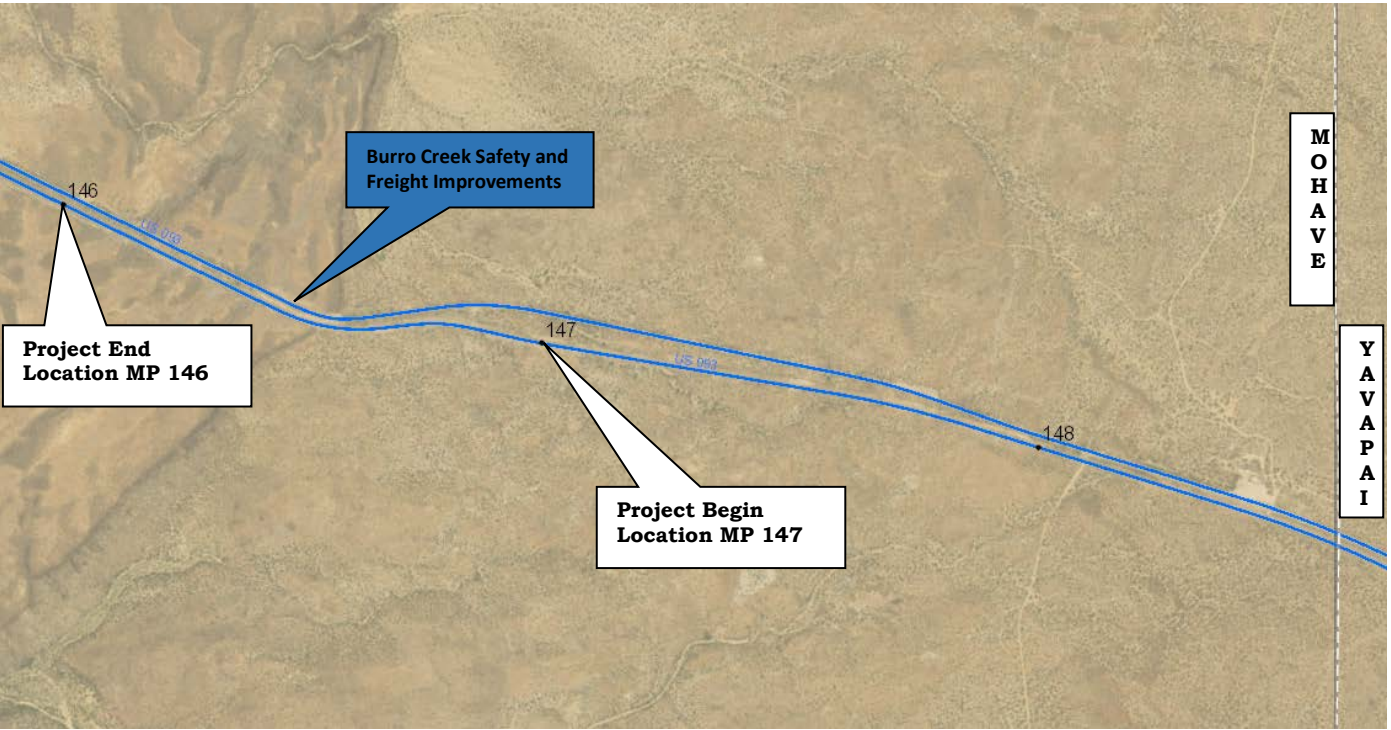 Burro Creek Safety and
Freight Improvements
M
O
H
A
V
E
146
US 093
147
Project End
Location MP 146
US 093
Y
A
V
A
P
A
I
148
Project Begin
Location MP 147